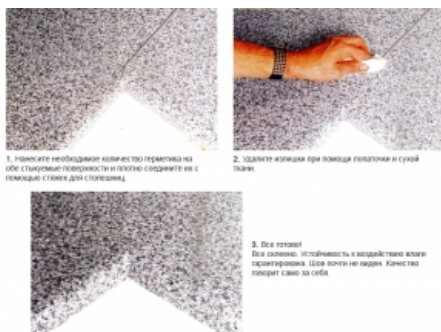 1. Нанесите необходимое количество герметика на
обе стыкуемые поверхности и плотно соедините их с
помощью стяжек для столешниц.
2. Удалите излишки при помощи лопаточки и сухой
ткани.
3. Все готово!
Все склеено. Устойчивость к воздействию влаги
гарантирована. Шов почти не виден. Качество
говорит само за себя.